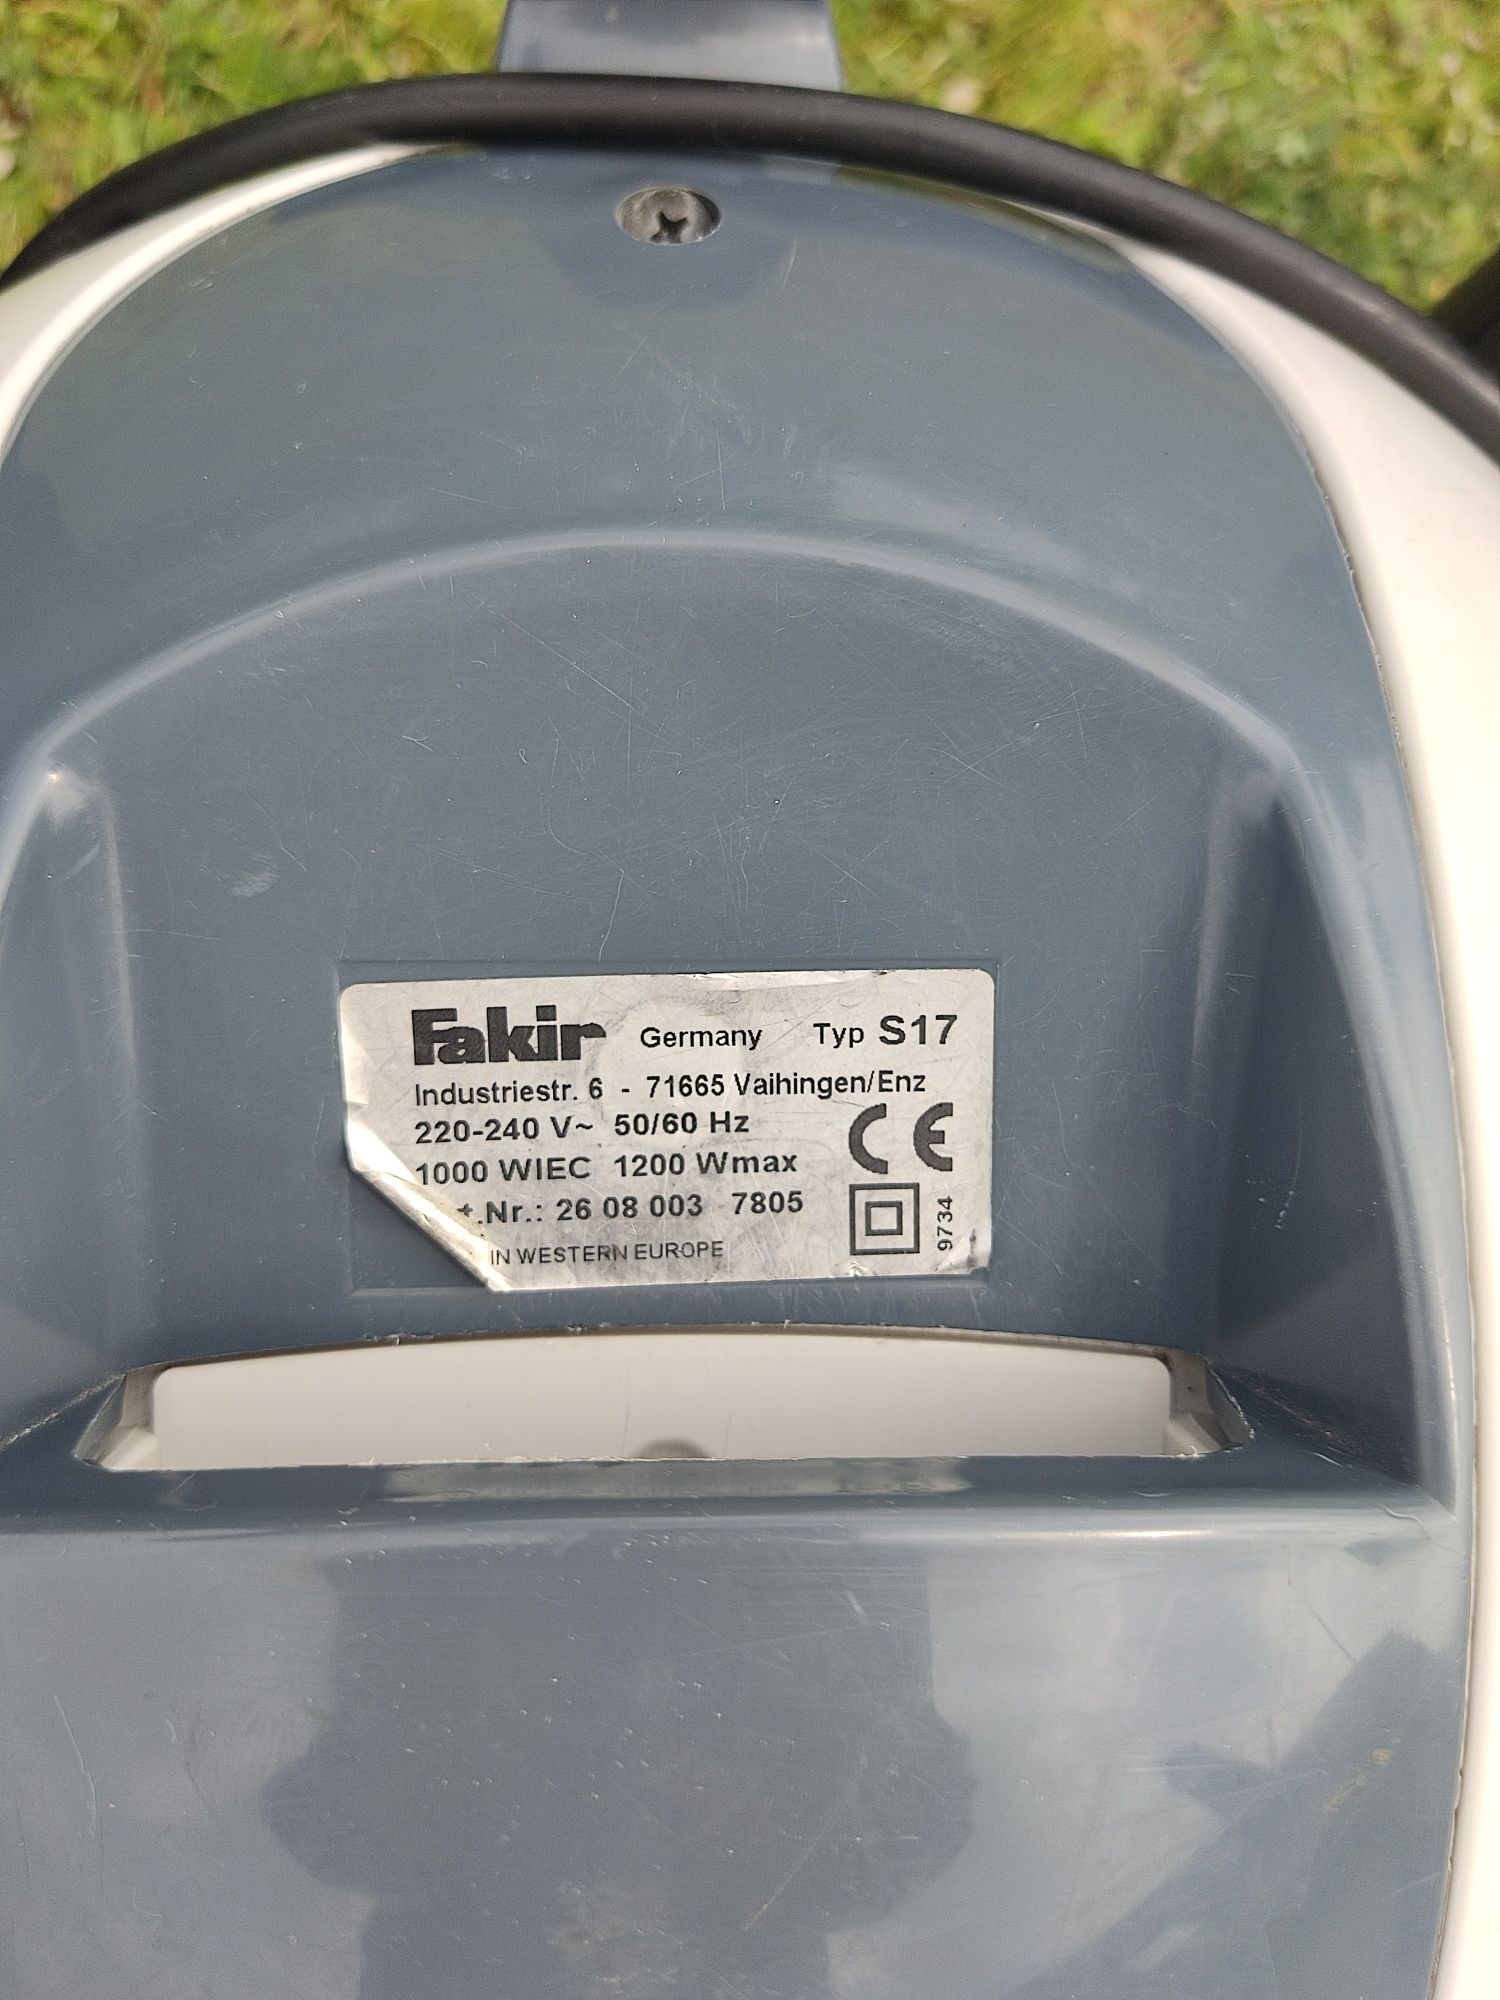 Fakir Germany Typ S17
Industriestr. 6 - 71665 Vaihingen/Enz
220-240 V~ 50/60 Hz
1000 WIEC 1200 Wmax
t.Nr.: 26 08 003 7805
IN WESTERN EUROPE
CE
9734